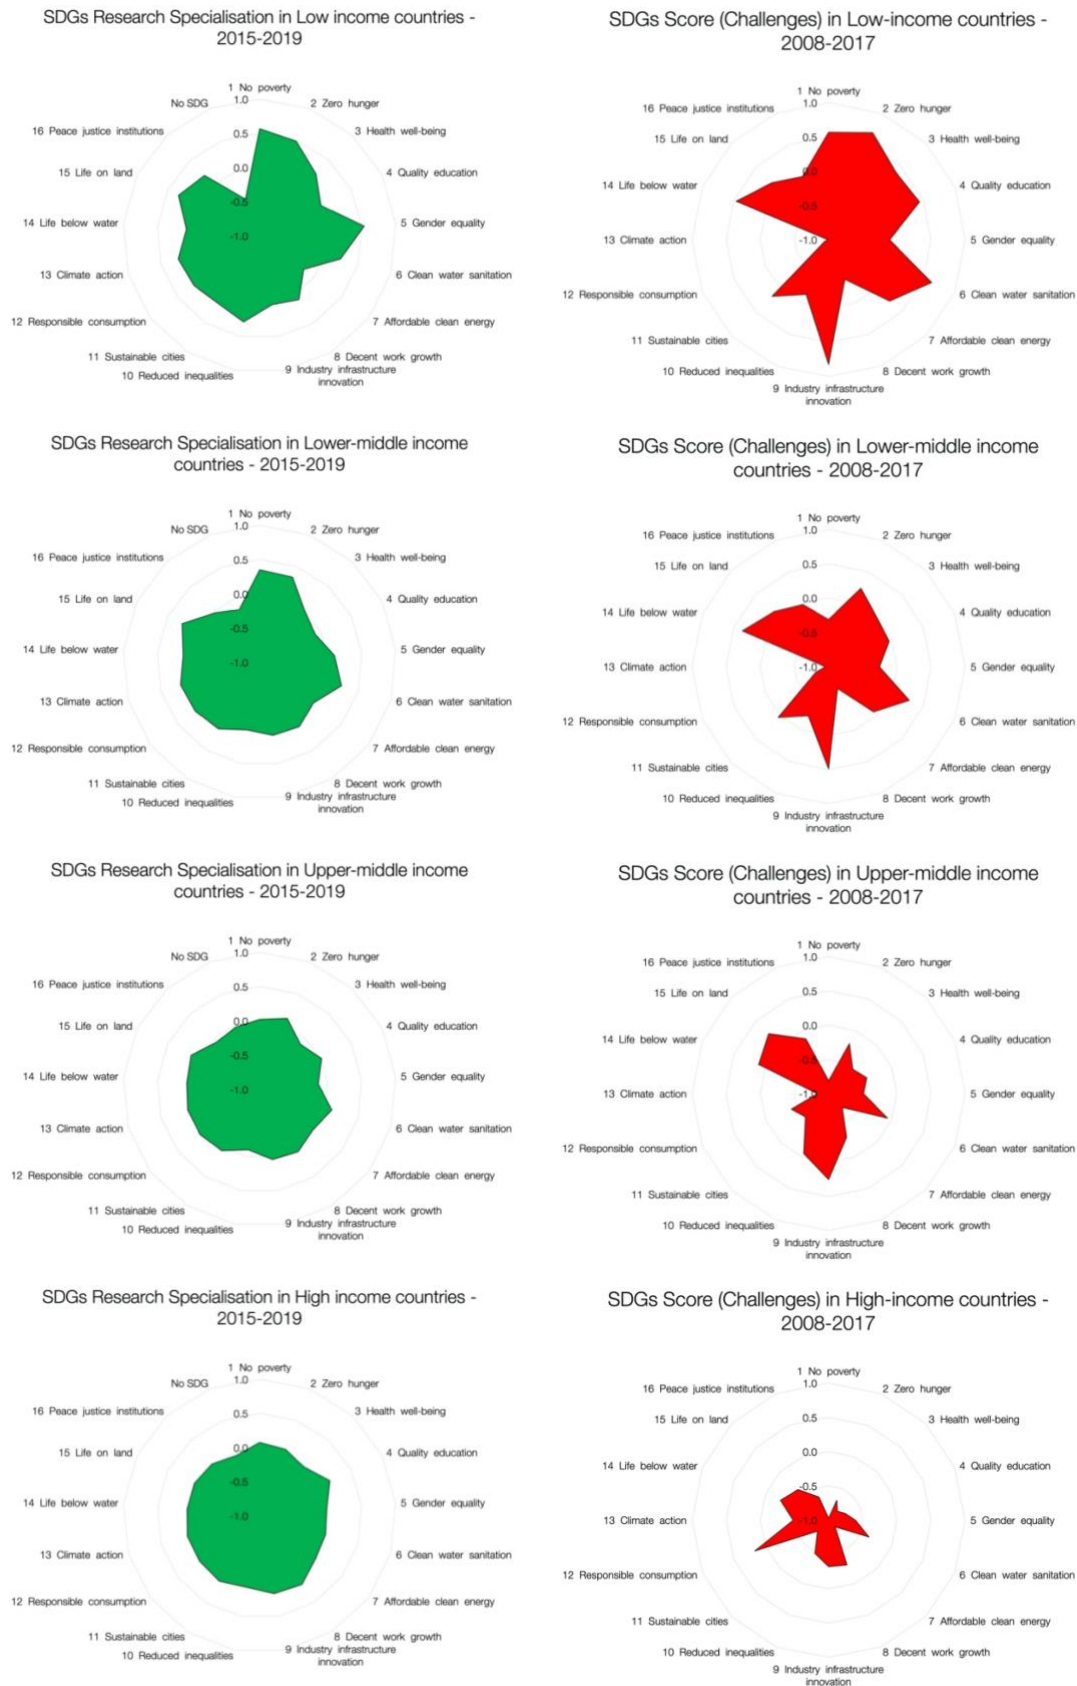 SDGs Research Specialisation in Low income countries -
2015-2019
1 No poverty
1.0
2 Zero hunger
No SDG
3 Health well-being
16 Peace justice institutions
0.5
15 Life on land
0.0
4 Quality education
-0.5
14 Life below water
5 Gender equality
-1.0
13 Climate action
6 Clean water sanitation
12 Responsible consumption
7 Affordable clean energy
11 Sustainable cities
8 Decent work growth
10 Reduced inequalities
9 Industry infrastructure
innovation
SDGs Score (Challenges) in Low-income countries -
2008-2017
1 No poverty
1.0
16 Peace justice institutions
2 Zero hunger
15 Life on land
0.5
3 Health well-being
0.0
14 Life below water
4 Quality education
-0.5
13 Climate action
-1.0
5 Gender equality
12 Responsible consumption
6 Clean water sanitation
11 Sustainable cities
7 Affordable clean energy
10 Reduced inequalities
8 Decent work growth
9 Industry infrastructure
innovation
SDGs Research Specialisation in Lower-middle income
countries - 2015-2019
1 No poverty
1.0
No SDG
2 Zero hunger
16 Peace justice institutions
0.5
3 Health well-being
15 Life on land
0.0
4 Quality education
-0.5
14 Life below water
5 Gender equality
-1.0
13 Climate action
6 Clean water sanitation
12 Responsible consumption
7 Affordable clean energy
11 Sustainable cities
8 Decent work growth
10 Reduced inequalities
9 Industry infrastructure
innovation
SDGs Score (Challenges) in Lower-middle income
countries - 2008-2017
1 No poverty
1.0
16 Peace justice institutions
2 Zero hunger
15 Life on land
0.5
3 Health well-being
0.0
14 Life below water
4 Quality education
-0.5
13 Climate action
-1.0
5 Gender equality
12 Responsible consumption
6 Clean water sanitation
11 Sustainable cities
7 Affordable clean energy
10 Reduced inequalities
8 Decent work growth
9 Industry infrastructure
innovation
SDGs Research Specialisation in Upper-middle income
countries - 2015-2019
1 No poverty
1.0
No SDG
2 Zero hunger
16 Peace justice institutions
0.5
3 Health well-being
15 Life on land
0.0
4 Quality education
-0.5
14 Life below water
5 Gender equality
-1.0
13 Climate action
6 Clean water sanitation
12 Responsible consumption
7 Affordable clean energy
11 Sustainable cities
8 Decent work growth
10 Reduced inequalities
9 Industry infrastructure
innovation
SDGs Score (Challenges) in Upper-middle income
countries - 2008-2017
1 No poverty
1.0
16 Peace justice institutions
2 Zero hunger
15 Life on land
0.5
3 Health well-being
0.0
14 Life below water
4 Quality education
-0.5
13 Climate action
-1.0
5 Gender equality
12 Responsible consumption
6 Clean water sanitation
11 Sustainable cities
7 Affordable clean energy
10 Reduced inequalities
8 Decent work growth
9 Industry infrastructure
innovation
SDGs Research Specialisation in High income countries -
2015-2019
1 No poverty
1.0
No SDG
2 Zero hunger
16 Peace justice institutions
0.5
3 Health well-being
15 Life on land
0.0
4 Quality education
-0.5
14 Life below water
5 Gender equality
-1.0
13 Climate action
6 Clean water sanitation
12 Responsible consumption
7 Affordable clean energy
11 Sustainable cities
8 Decent work growth
10 Reduced inequalities
9 Industry infrastructure
innovation
SDGs Score (Challenges) in High-income countries -
2008-2017
1 No poverty
1.0
16 Peace justice institutions
2 Zero hunger
15 Life on land
0.5
3 Health well-being
0.0
14 Life below water
4 Quality education
-0.5
13 Climate action
-1.0
5 Gender equality
12 Responsible consumption
6 Clean water sanitation
11 Sustainable cities
7 Affordable clean energy
10 Reduced inequalities
8 Decent work growth
9 Industry infrastructure
innovation